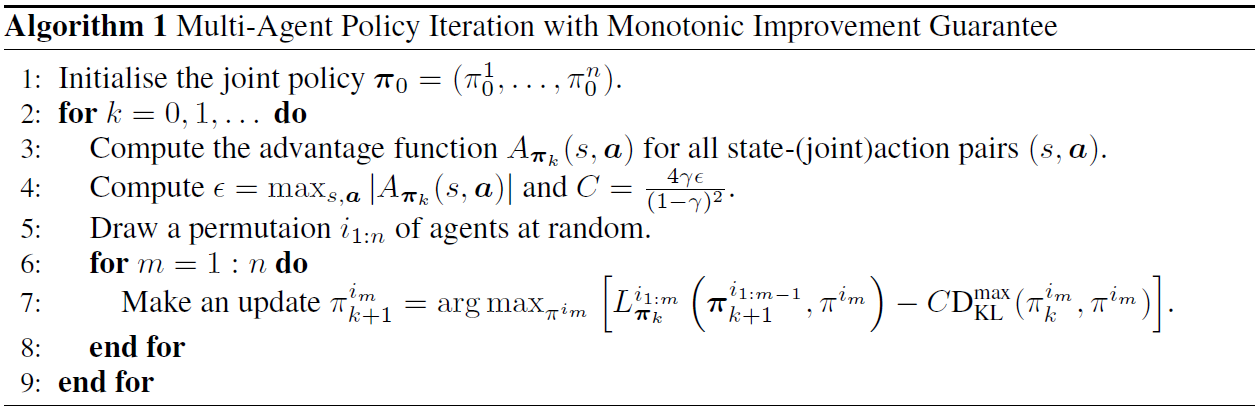 Algorithm 1 Multi-Agent Policy Iteration with Monotonic Improvement Guarantee
1: Initialise the joint policy $\boldsymbol{\pi}_0 = (\pi_0^1, \ldots, \pi_0^n)$.
2: for $k = 0, 1, \ldots$ do
3: Compute the advantage function $A_{\boldsymbol{\pi}_k}(s, \boldsymbol{a})$ for all state-(joint)action pairs $(s, \boldsymbol{a})$.
4: Compute $\epsilon = \max_{s,\boldsymbol{a}} |A_{\boldsymbol{\pi}_k}(s, \boldsymbol{a})|$ and $C = \frac{4\gamma\epsilon}{(1-\gamma)^2}$.
5: Draw a permutaion $i_{1:n}$ of agents at random.
6: for $m = 1 : n$ do
7: Make an update $\pi_{k+1}^{i_m} = \arg\max_{\pi^{i_m}} \left[ L_{\boldsymbol{\pi}_k}^{i_{1:m}} \left( \boldsymbol{\pi}_{k+1}^{i_{1:m-1}}, \pi^{i_m} \right) - C\mathrm{D}_{\mathrm{KL}}^{\max}(\pi_k^{i_m}, \pi^{i_m}) \right]$.
8: end for
9: end for